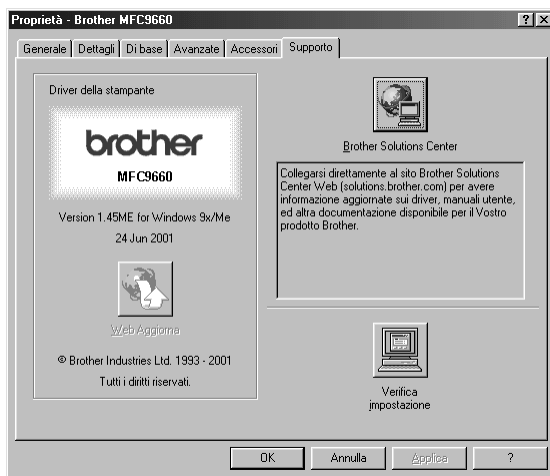 Proprietà - Brother MFC9660
Generale Dettagli Di base Avanzate Accessori Supporto
Driver della stampante
brother
MFC9660
Version 1.45ME for Windows 9x/Me
24 Jun 2001
Web Aggiorna
© Brother Industries Ltd. 1993 - 2001
Tutti i diritti riservati.
Brother Solutions Center
Collegarsi direttamente al sito Brother Solutions
Center Web (solutions.brother.com) per avere
informazione aggiornate sui driver, manuali utente,
ed altra documentazione disponibile per il Vostro
prodotto Brother.
Verifica
impostazione
OK Annulla Applica ?